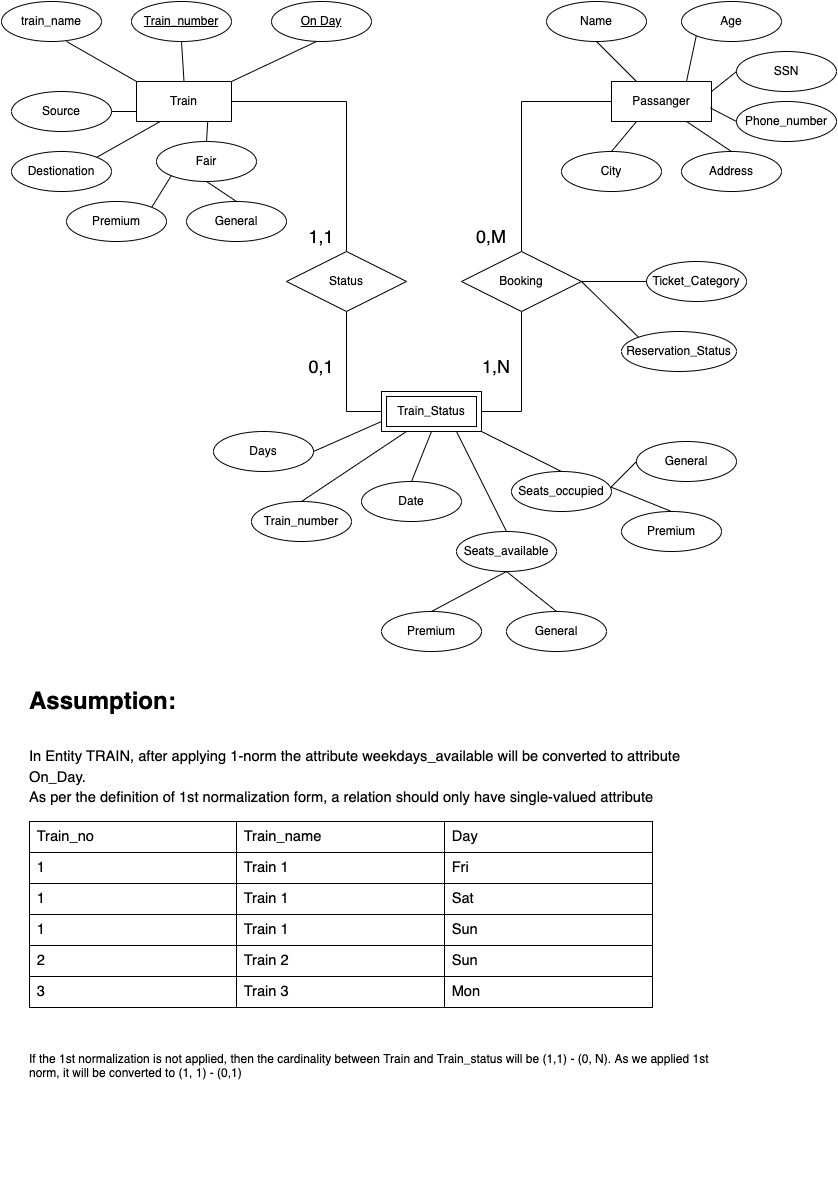 train_name
Train_number
On Day
Name
Age
SSN
Source
Train
Passanger
Phone_number
Destionation
Fair
City
Address
Premium
General
1,1
0,M
Status
Booking
Ticket_Category
Reservation_Status
0,1
1,N
Train_Status
Days
General
Seats_occupied
Date
Train_number
Premium
Seats_available
Premium
General
Assumption:
In Entity TRAIN, after applying 1-norm the attribute weekdays_available will be converted to attribute
On_Day.
As per the definition of 1st normalization form, a relation should only have single-valued attribute
Train_no Train_name Day
1 Train 1 Fri
1 Train 1 Sat
1 Train 1 Sun
2 Train 2 Sun
3 Train 3 Mon
If the 1st normalization is not applied, then the cardinality between Train and Train_status will be (1,1) - (0, N). As we applied 1st
norm, it will be converted to (1, 1) - (0,1)